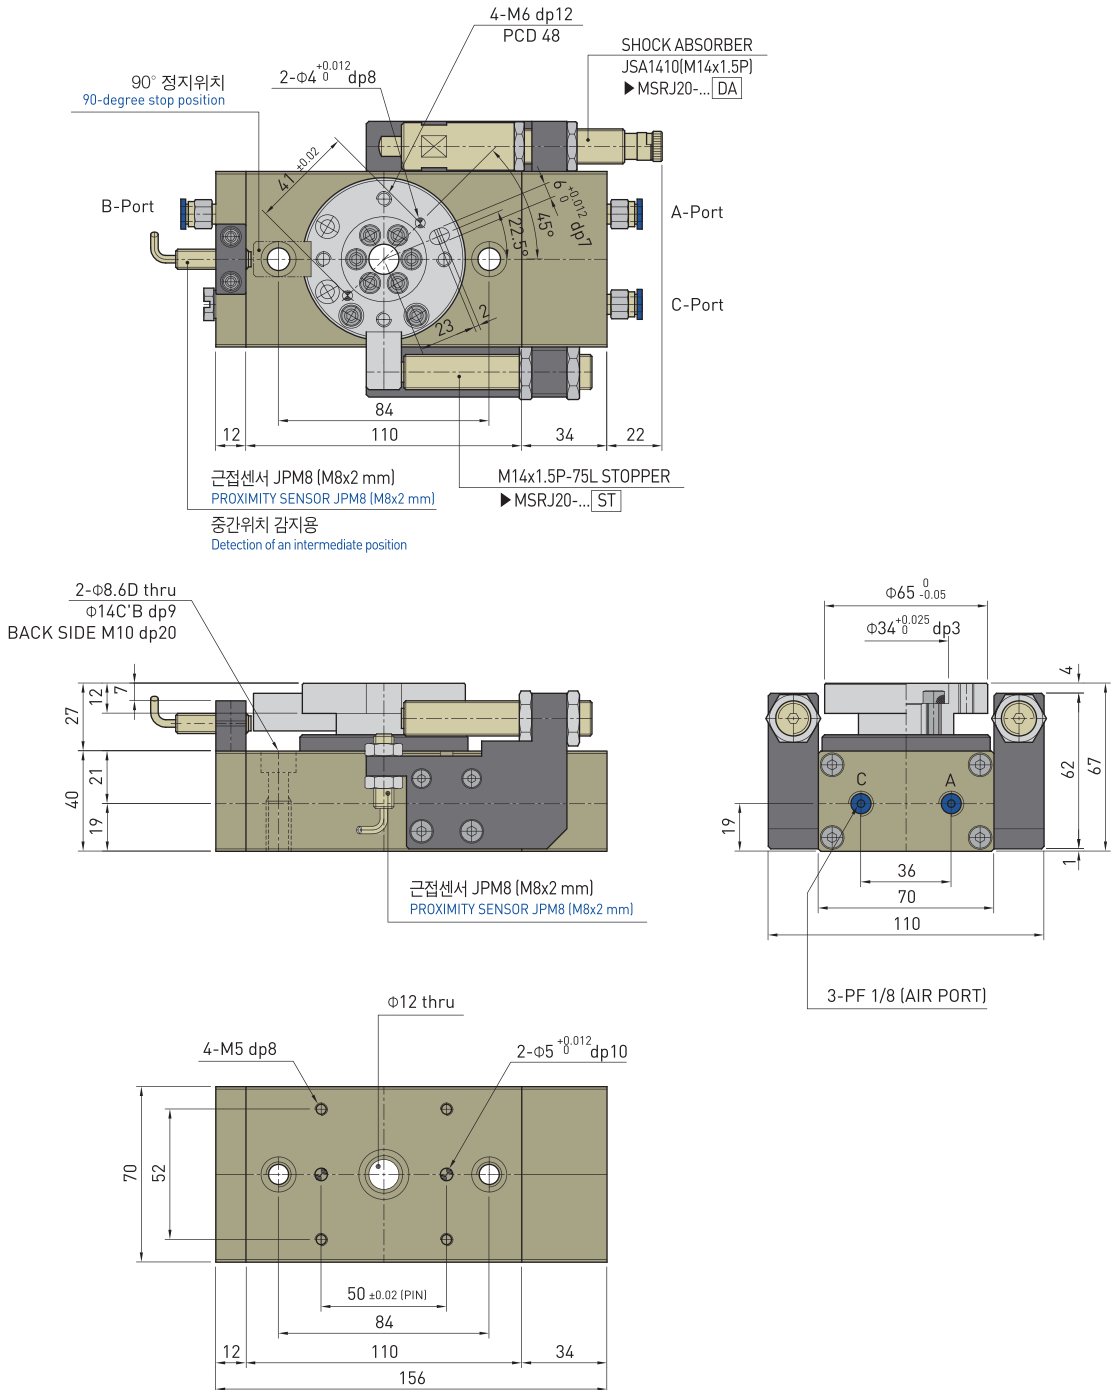 4-M6 dp12
PCD 48
SHOCK ABSORBER
JSA1410(M14x1.5P)
▶MSRJ20-... DA
90° 정지위치
90-degree stop position
2-Φ4 +0.012 0 dp8
41 ±0.02
6 +0.012 0 dp7
45°
22.5°
B-Port
A-Port
C-Port
23
2
84
12
110
34
22
근접센서 JPM8 (M8x2 mm)
PROXIMITY SENSOR JPM8 (M8x2 mm)
중간위치 감지용
Detection of an intermediate position
M14x1.5P-75L STOPPER
▶MSRJ20-... ST
2-Φ8.6D thru
Φ14C'B dp9
BACK SIDE M10 dp20
27
12
7
40
21
19
근접센서 JPM8 (M8x2 mm)
PROXIMITY SENSOR JPM8 (M8x2 mm)
Φ65 0 -0.05
Φ34 +0.025 0 dp3
4
C
A
62
67
19
1
36
70
110
3-PF 1/8 (AIR PORT)
Φ12 thru
4-M5 dp8
2-Φ5 +0.012 0 dp10
70
52
50 ±0.02 (PIN)
84
12
110
34
156